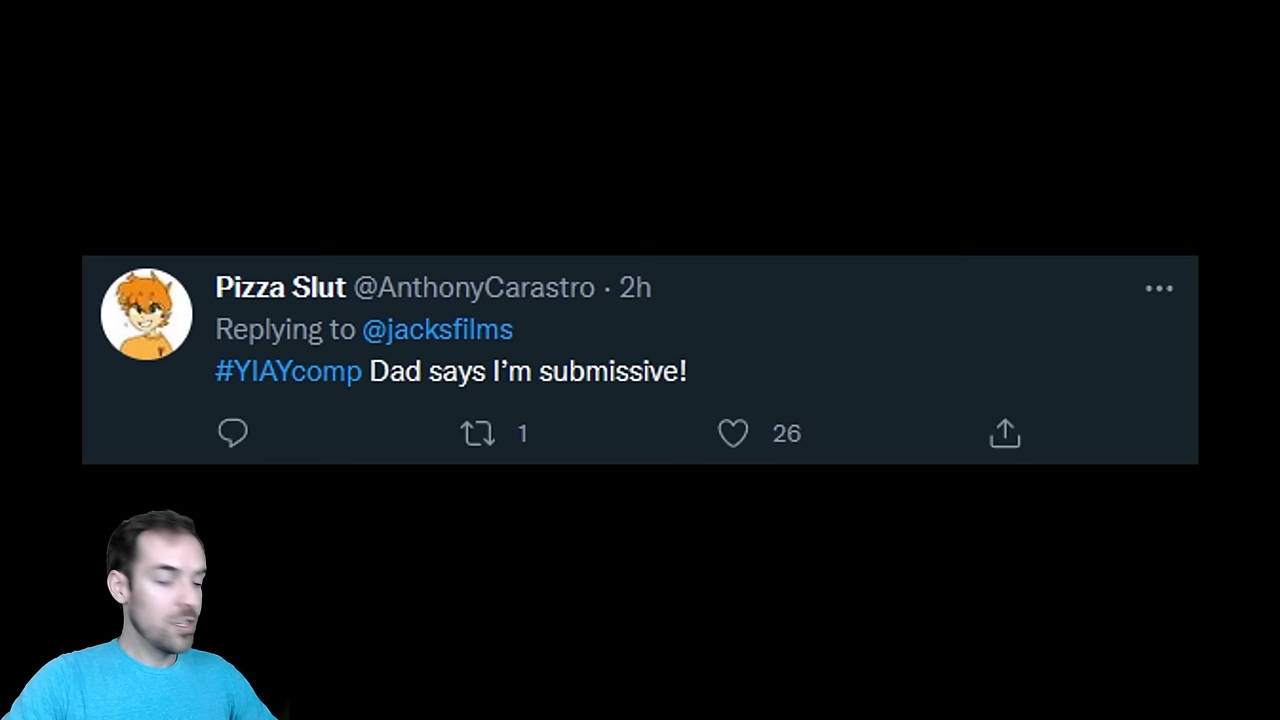 Pizza Slut @AnthonyCarastro · 2h
Replying to @jacksfilms
#YIAYcomp Dad says I’m submissive!
1 26